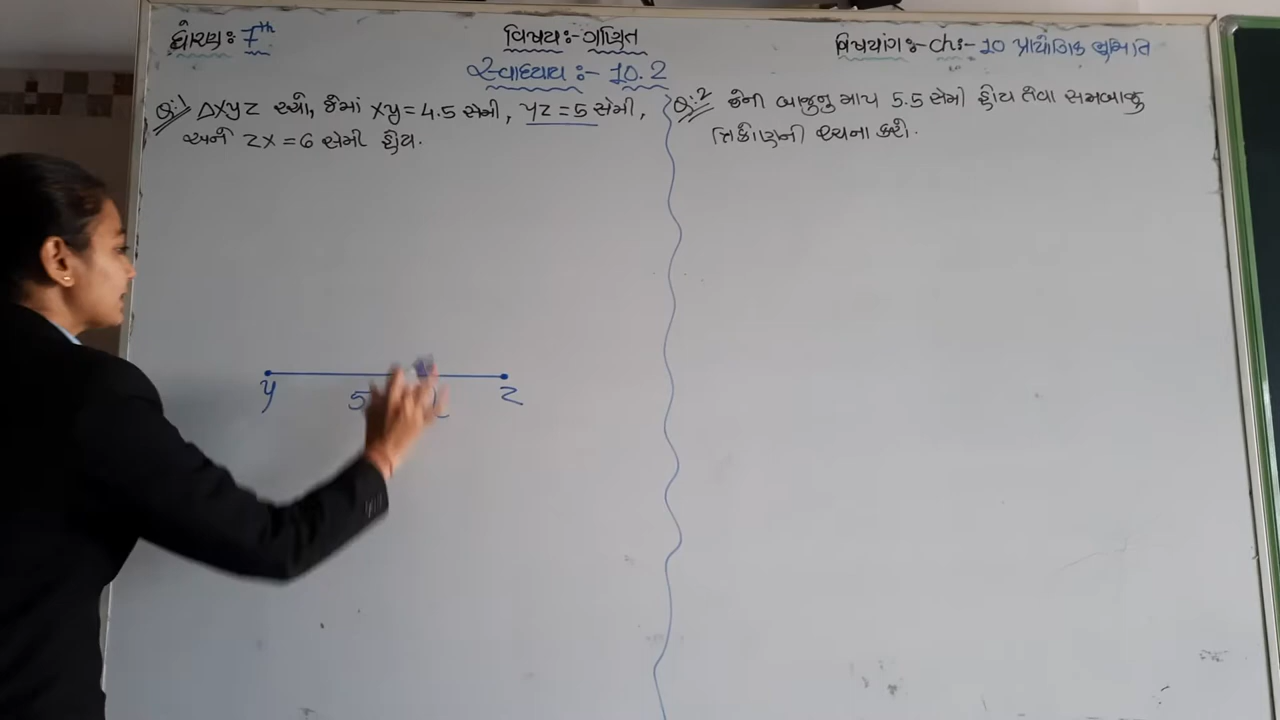 ધોરણ: 7th
વિષય:- ગણિત
વિષયાંગ:- ch:- 10 પ્રાયોગિક ભૂમિતિ
સ્વાધ્યાય:- 10.2
Q:1 ΔXYZ રચો, જેમાં XY = 4.5 સેમી, YZ = 5 સેમી,
અને ZX = 6 સેમી હોય.
Q:2 જેની બાજુનુ માપ 5.5 સેમી હોય તેવા સમબાજુ
ત્રિકોણની રચના કરો.
Y 5 Z